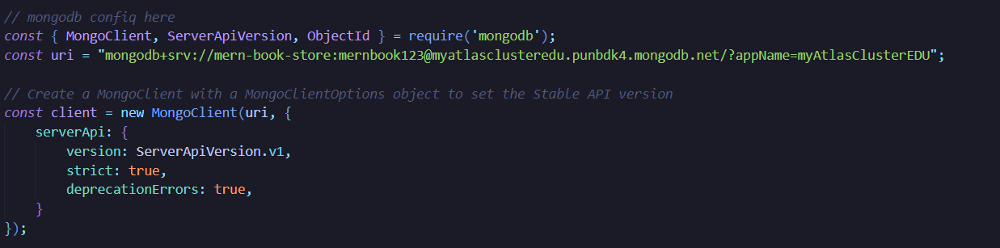 // mongodb confiq here
const { MongoClient, ServerApiVersion, ObjectId } = require('mongodb');
const uri = "mongodb+srv://mern-book-store:mernbook123@myatlasclusteredu.punbdk4.mongodb.net/?appName=myAtlasClusterEDU";
// Create a MongoClient with a MongoClientOptions object to set the Stable API version
const client = new MongoClient(uri, {
    serverApi: {
        version: ServerApiVersion.v1,
        strict: true,
        deprecationErrors: true,
    }
});